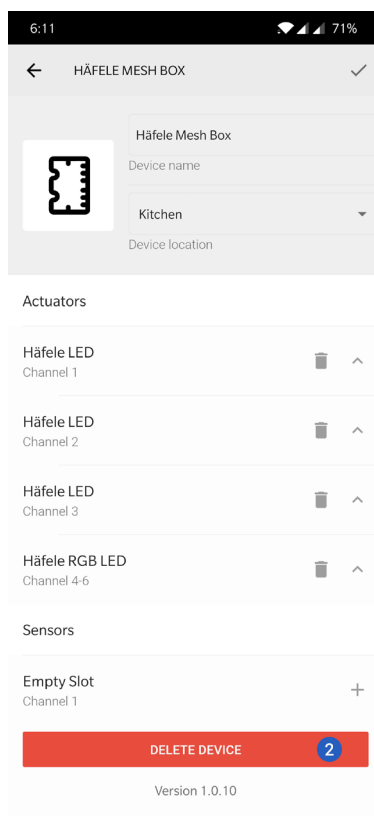 6:11
71%
HÄFELE MESH BOX
Häfele Mesh Box
Device name
Kitchen
Device location
Actuators
Häfele LED
Channel 1
Häfele LED
Channel 2
Häfele LED
Channel 3
Häfele RGB LED
Channel 4-6
Sensors
Empty Slot
Channel 1
DELETE DEVICE 2
Version 1.0.10